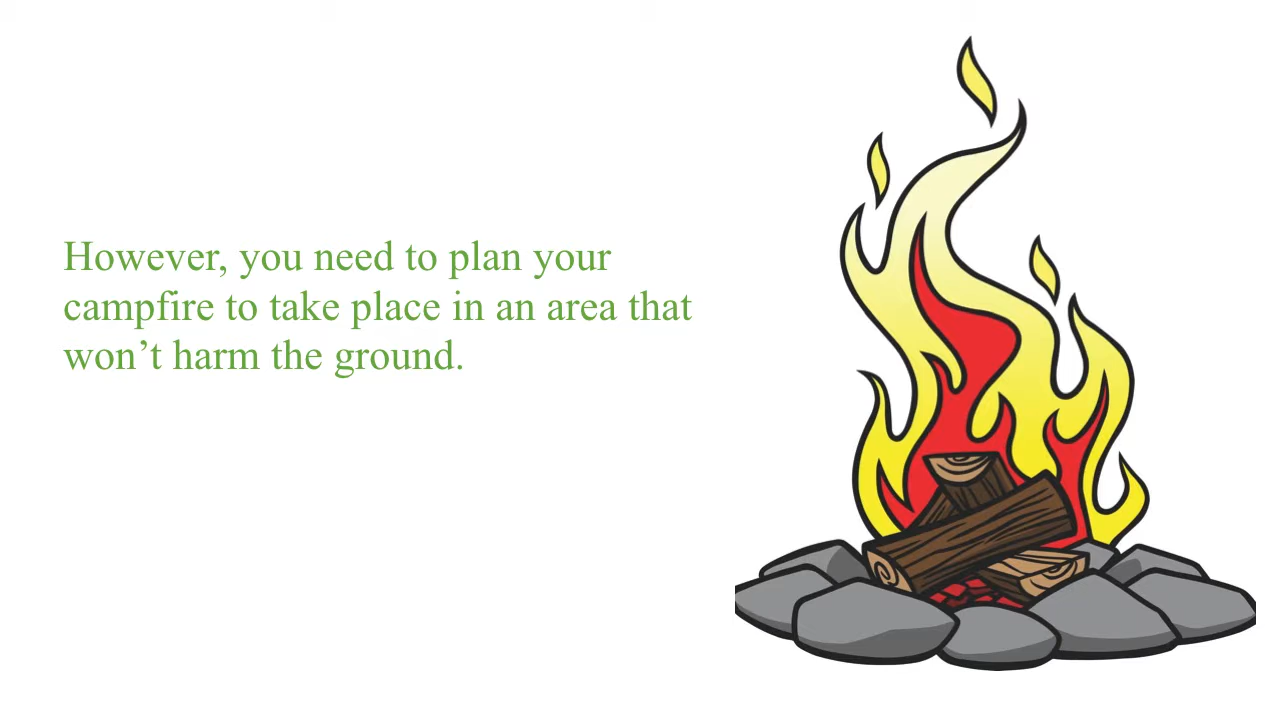 However, you need to plan your
campfire to take place in an area that
won’t harm the ground.